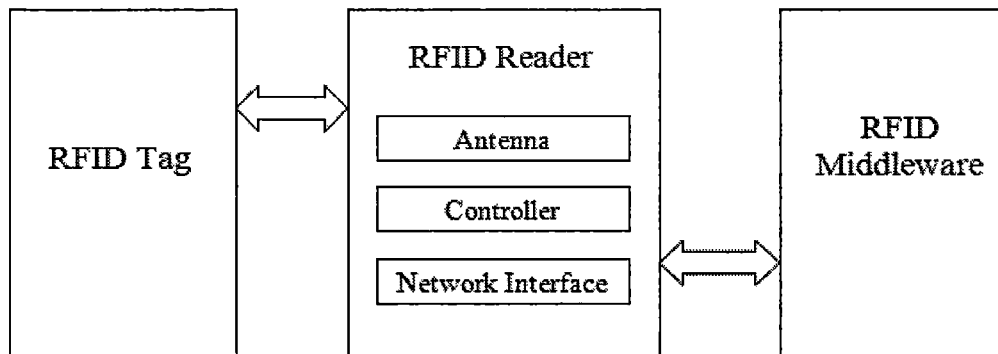 RFID Tag
RFID Reader
Antenna
Controller
Network Interface
RFID
Middleware